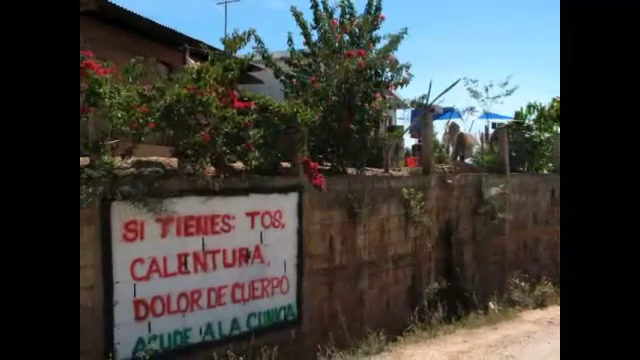 SI TIENES: TOS,
CALENTURA,
DOLOR DE CUERPO
ACUDE A LA CLINICA